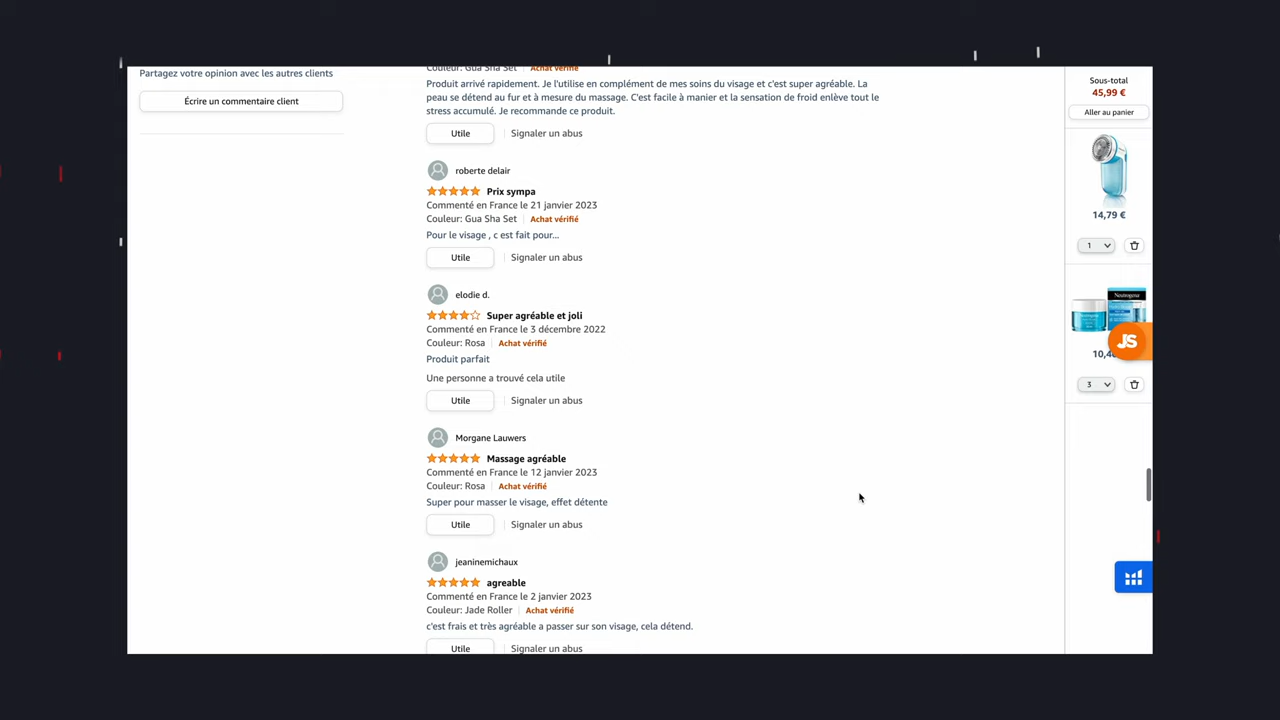 Partagez votre opinion avec les autres clients
Écrire un commentaire client
Couleur: Gua Sha Set | Achat vérifié
Produit arrivé rapidement. Je l'utilise en complément de mes soins du visage et c'est super agréable. La
peau se détend au fur et à mesure du massage. C'est facile à manier et la sensation de froid enlève tout le
stress accumulé. Je recommande ce produit.
Utile | Signaler un abus
roberte delair
Prix sympa
Commenté en France le 21 janvier 2023
Couleur: Gua Sha Set | Achat vérifié
Pour le visage , c est fait pour...
Utile | Signaler un abus
elodie d.
Super agréable et joli
Commenté en France le 3 décembre 2022
Couleur: Rosa | Achat vérifié
Produit parfait
Une personne a trouvé cela utile
Utile | Signaler un abus
Morgane Lauwers
Massage agréable
Commenté en France le 12 janvier 2023
Couleur: Rosa | Achat vérifié
Super pour masser le visage, effet détente
Utile | Signaler un abus
jeaninemichaux
agreable
Commenté en France le 2 janvier 2023
Couleur: Jade Roller | Achat vérifié
c'est frais et très agréable a passer sur son visage, cela détend.
Utile | Signaler un abus
Sous-total
45,99 €
Aller au panier
14,79 €
1
Neutrogena
JS
3